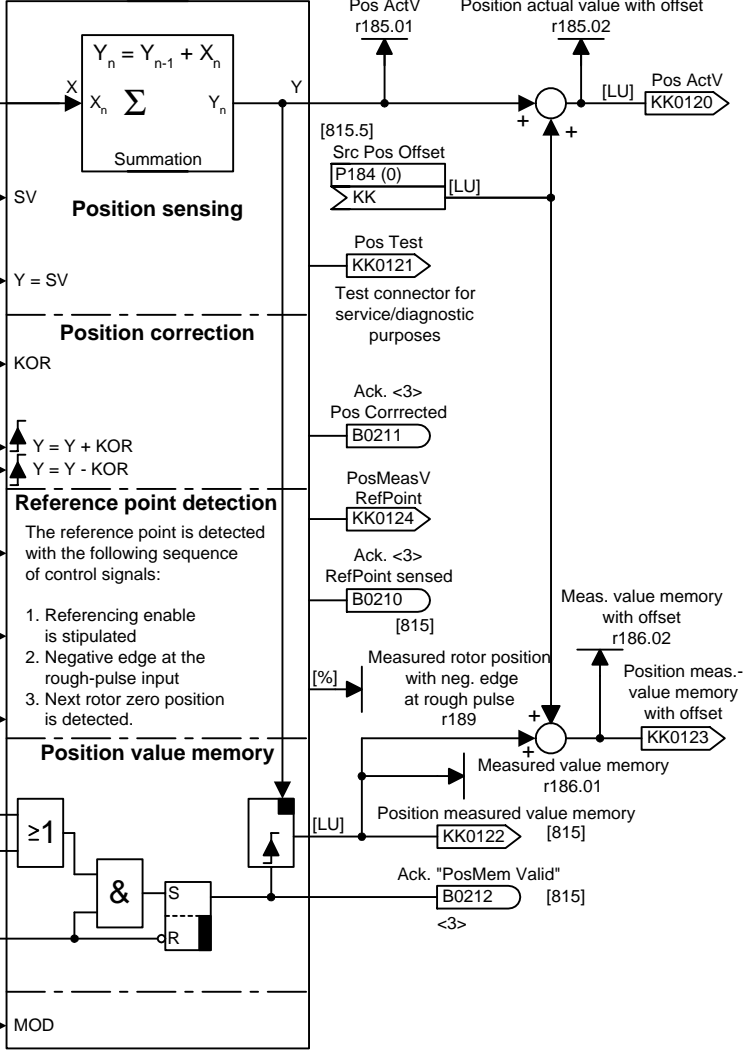 Pos ActV
r185.01
Position actual value with offset
r185.02
Yn = Yn-1 + Xn
X
Xn Σ Yn
Y
Summation
[LU]
Pos ActV
KK0120
+
+
[815.5]
Src Pos Offset
P184 (0)
KK
[LU]
SV
Position sensing
Pos Test
KK0121
Test connector for
service/diagnostic
purposes
Y = SV
Position correction
KOR
Ack. <3>
Pos Corrrected
B0211
Y = Y + KOR
Y = Y - KOR
PosMeasV
RefPoint
KK0124
Reference point detection
The reference point is detected
with the following sequence
of control signals:
1. Referencing enable
is stipulated
2. Negative edge at the
rough-pulse input
3. Next rotor zero position
is detected.
Ack. <3>
RefPoint sensed
B0210
[815]
Meas. value memory
with offset
r186.02
[%]
Measured rotor position
with neg. edge
at rough pulse
r189
Position meas.-
value memory
with offset
KK0123
+
+
Position value memory
Measured value memory
r186.01
[LU]
Position measured value memory
KK0122
[815]
≥1
&
S
R
Ack. "PosMem Valid"
B0212
[815]
<3>
MOD